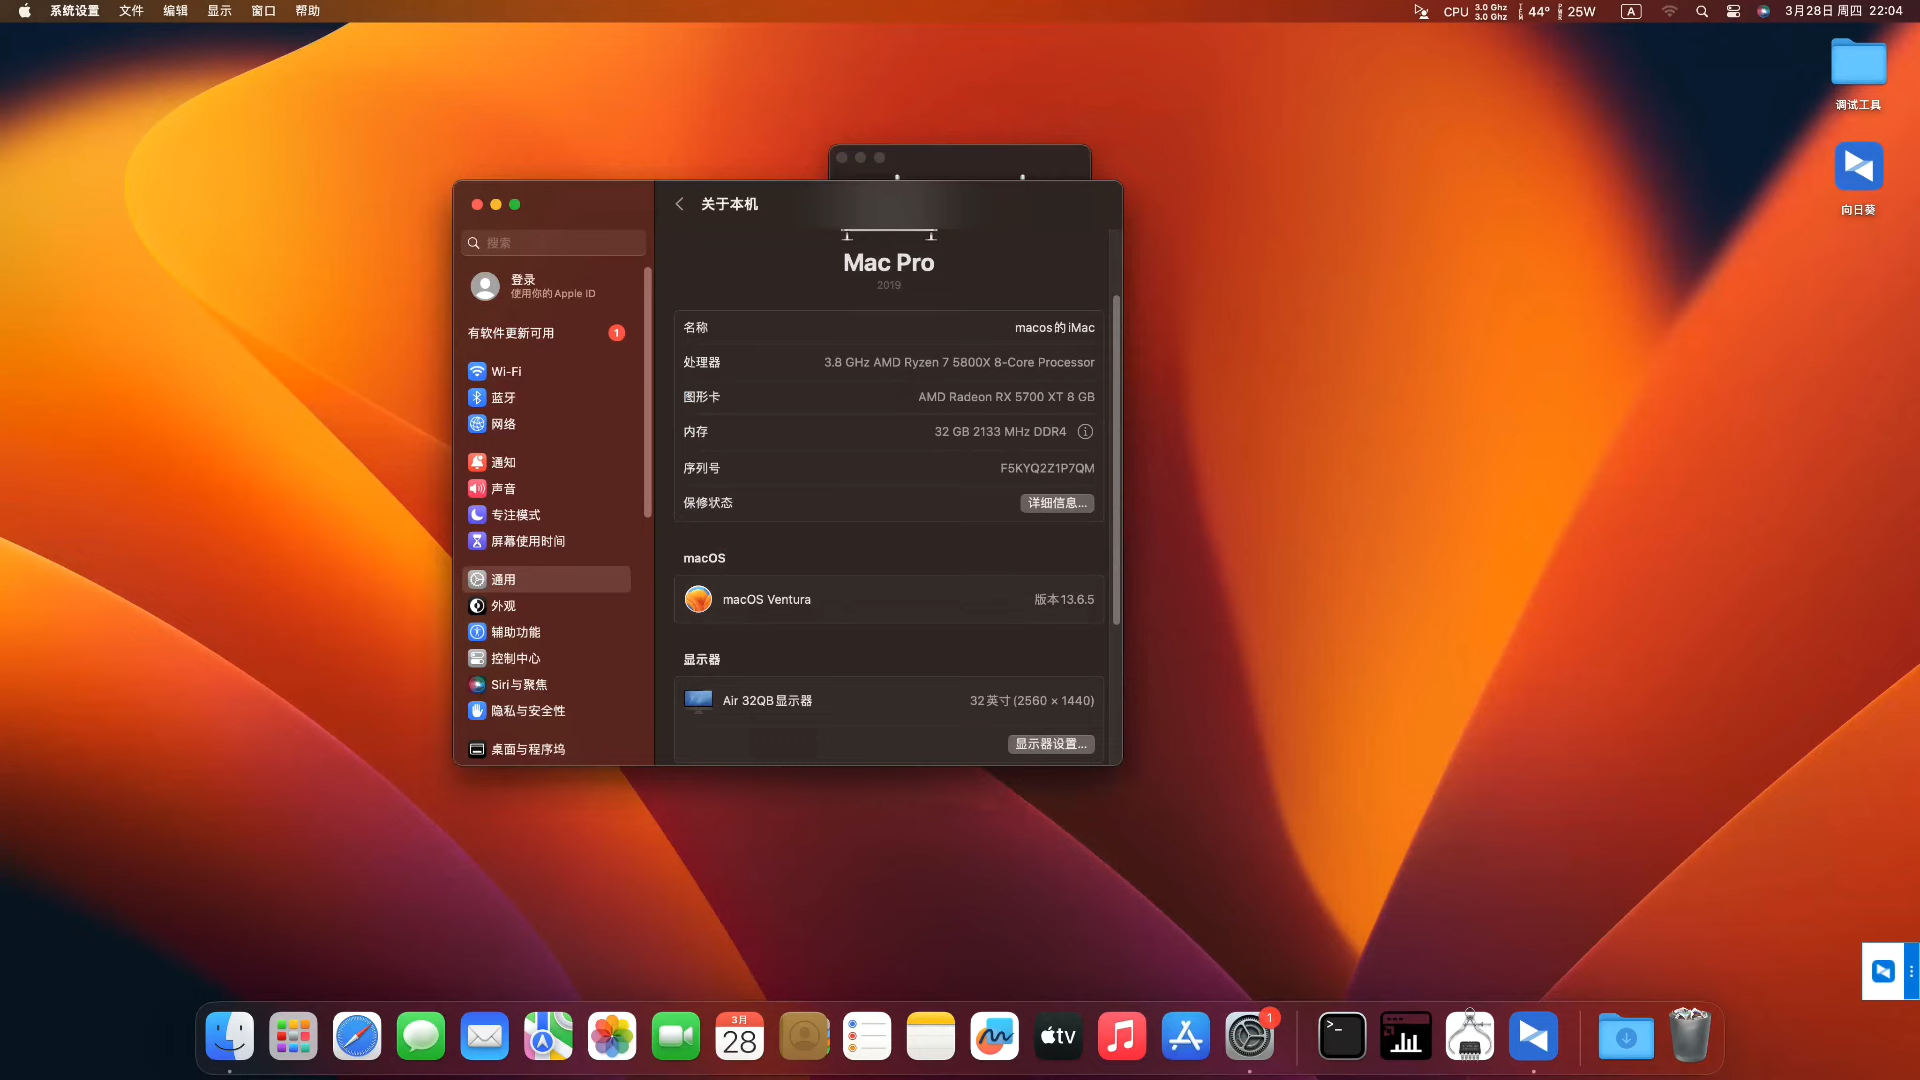 系统设置 文件 编辑 显示 窗口 帮助
CPU 3.0 Ghz 3.0 Ghz 44° 25W A 3月28日 周四 22:04
调试工具
向日葵
关于本机
搜索
登录
使用你的Apple ID
有软件更新可用 1
Wi-Fi
蓝牙
网络
通知
声音
专注模式
屏幕使用时间
通用
外观
辅助功能
控制中心
Siri与聚焦
隐私与安全性
桌面与程序坞
Mac Pro
2019
名称 macos的iMac
处理器 3.8 GHz AMD Ryzen 7 5800X 8-Core Processor
图形卡 AMD Radeon RX 5700 XT 8 GB
内存 32 GB 2133 MHz DDR4
序列号 F5KYQ2Z1P7QM
保修状态 详细信息...
macOS
macOS Ventura 版本13.6.5
显示器
Air 32QB显示器 32英寸(2560 × 1440)
显示器设置...
3月
28
tv
1